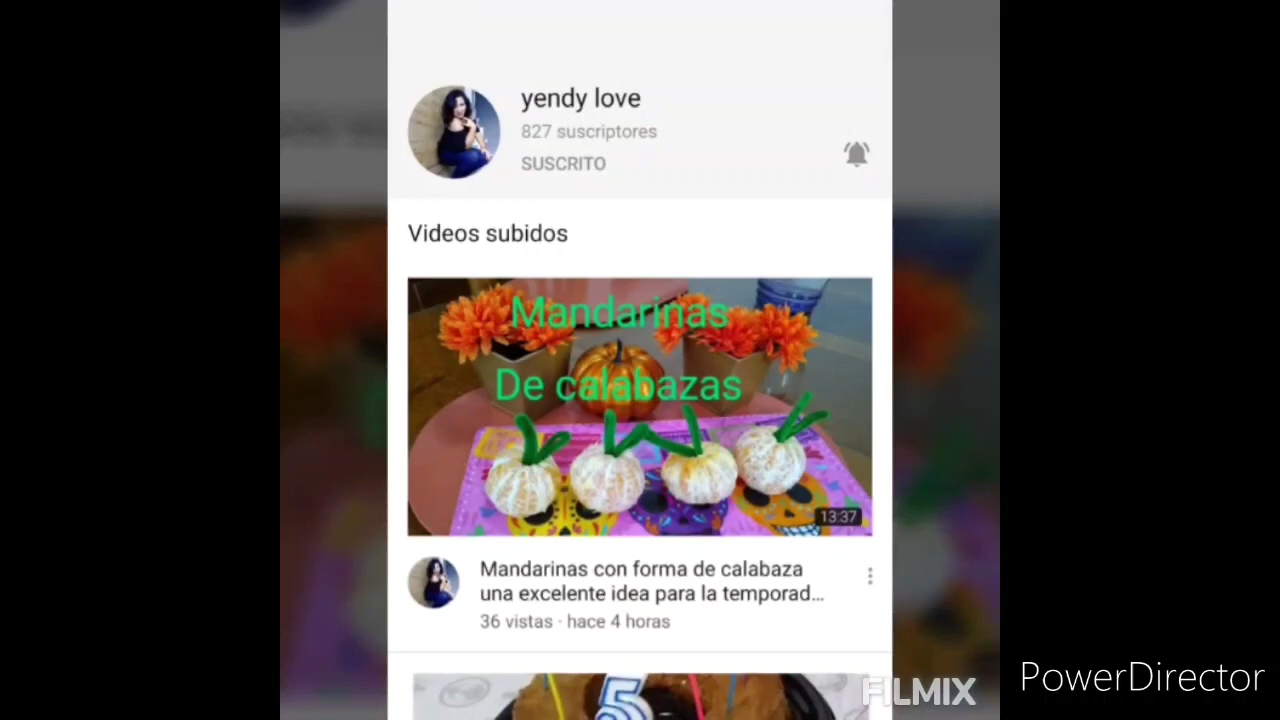 yendy love
827 suscriptores
SUSCRITO
Videos subidos
Mandarinas
De calabazas
13:37
Mandarinas con forma de calabaza
una excelente idea para la temporad...
36 vistas · hace 4 horas
5
FILMIX
PowerDirector